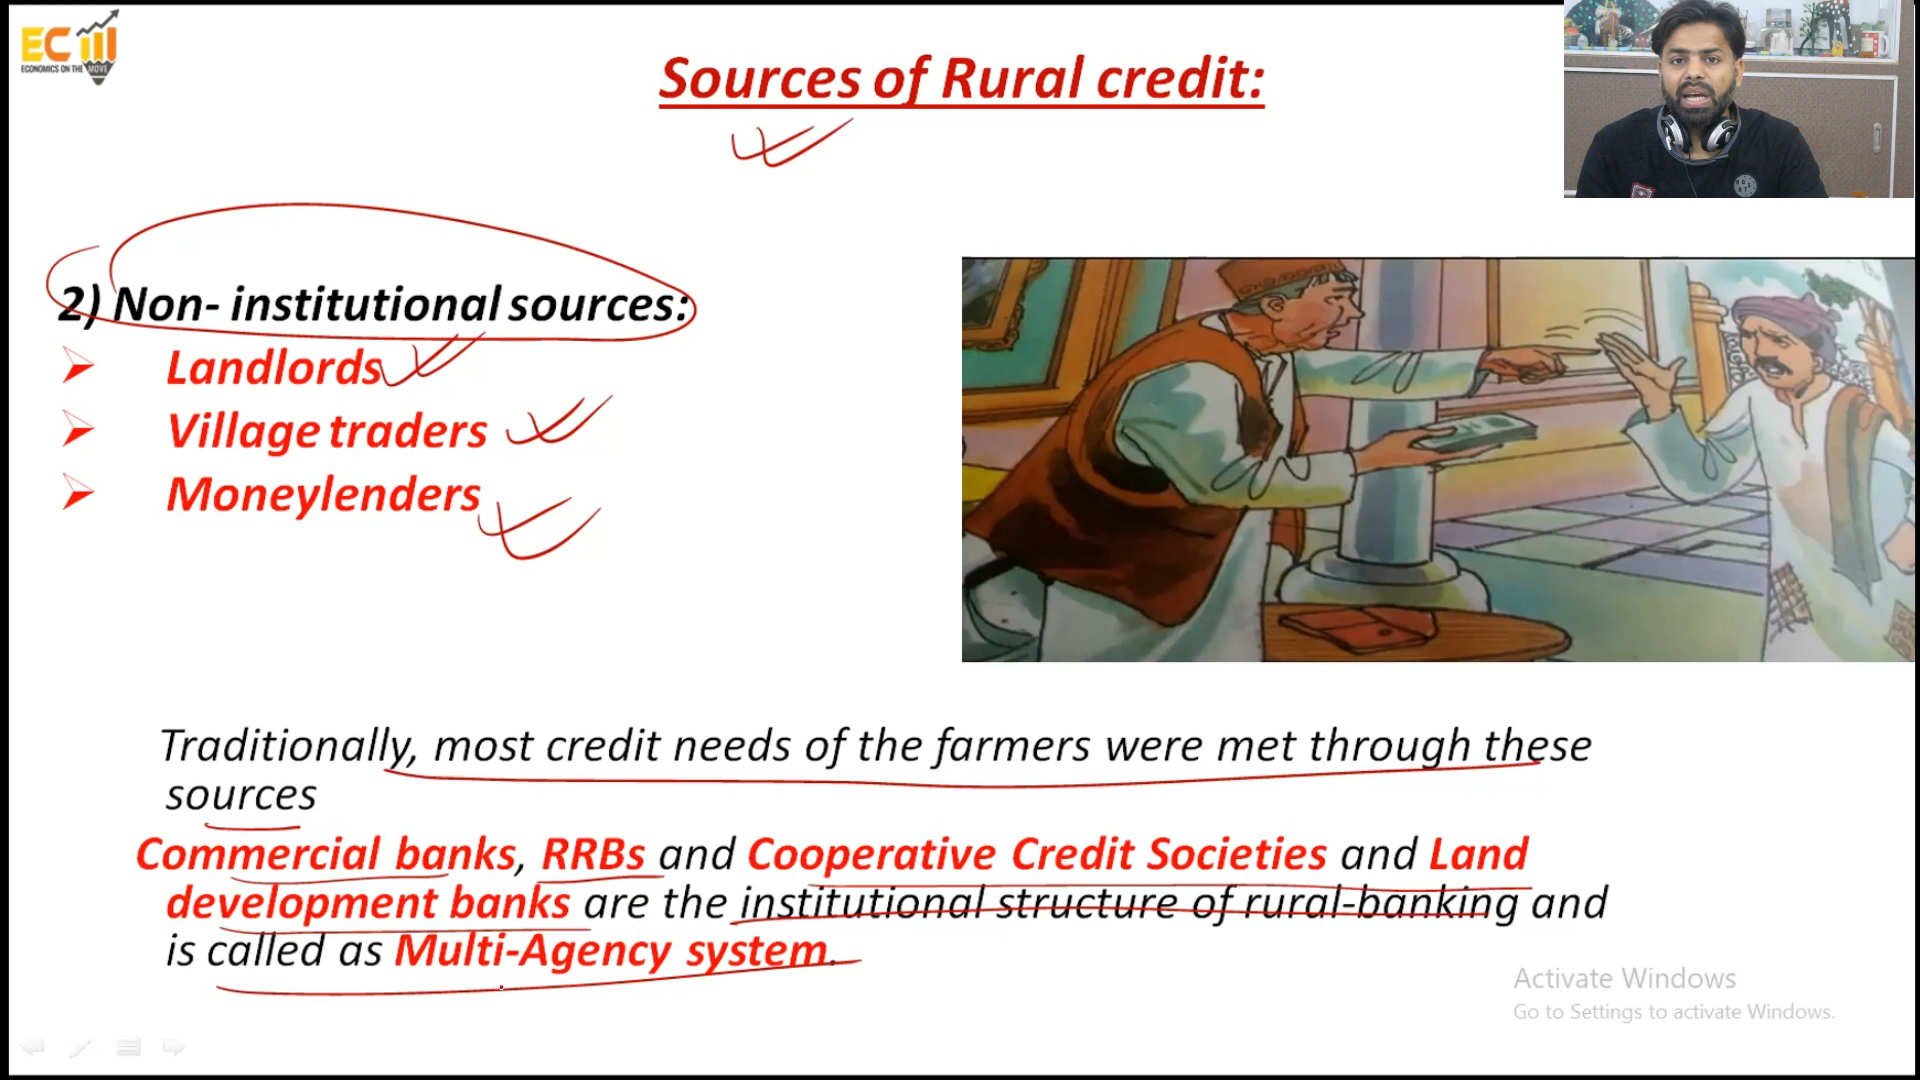 EC
ECONOMICS ON THE MOVE
Sources of Rural credit:
2) Non- institutional sources:
Landlords
Village traders
Moneylenders
Traditionally, most credit needs of the farmers were met through these
sources
Commercial banks, RRBs and Cooperative Credit Societies and Land
development banks are the institutional structure of rural-banking and
is called as Multi-Agency system.
Activate Windows
Go to Settings to activate Windows.